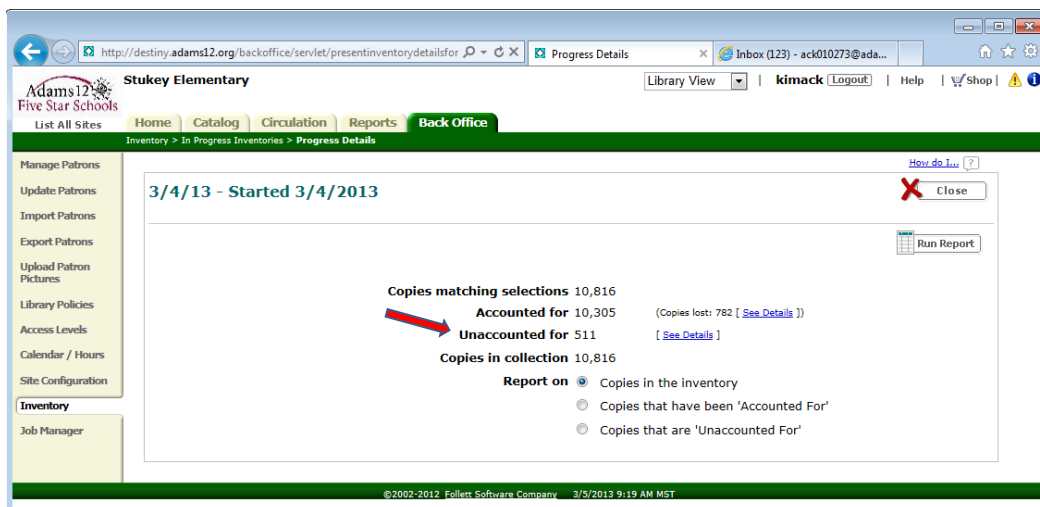 http://destiny.adams12.org/backoffice/servlet/presentinventorydetailsfor
Progress Details
Inbox (123) - ack010273@ada...
Adams12
Five Star Schools
Stukey Elementary
Library View | kimack Logout | Help | Shop |
List All Sites
Home Catalog Circulation Reports Back Office
Inventory > In Progress Inventories > Progress Details
Manage Patrons
Update Patrons
Import Patrons
Export Patrons
Upload Patron
Pictures
Library Policies
Access Levels
Calendar / Hours
Site Configuration
Inventory
Job Manager
How do I... ?
3/4/13 - Started 3/4/2013
Close
Run Report
Copies matching selections 10,816
Accounted for 10,305 (Copies lost: 782 [ See Details ])
Unaccounted for 511 [ See Details ]
Copies in collection 10,816
Report on Copies in the inventory
Copies that have been 'Accounted For'
Copies that are 'Unaccounted For'
©2002-2012 Follett Software Company 3/5/2013 9:19 AM MST